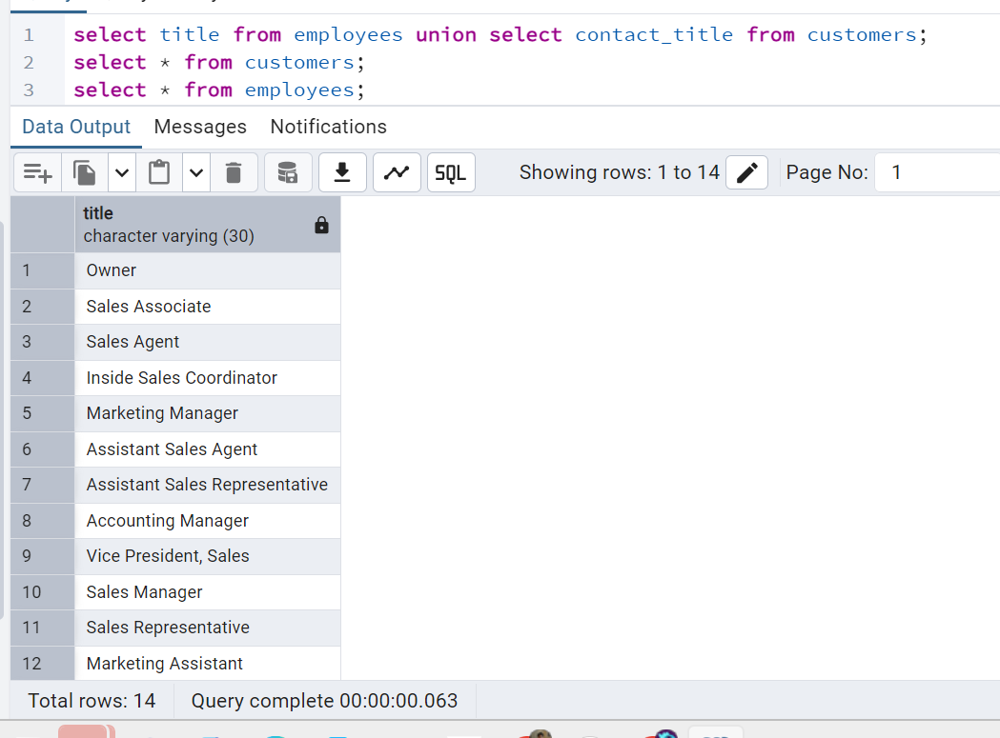 1 select title from employees union select contact_title from customers;
2 select * from customers;
3 select * from employees;
Data Output Messages Notifications
SQL Showing rows: 1 to 14 Page No: 1
title
character varying (30)
1 Owner
2 Sales Associate
3 Sales Agent
4 Inside Sales Coordinator
5 Marketing Manager
6 Assistant Sales Agent
7 Assistant Sales Representative
8 Accounting Manager
9 Vice President, Sales
10 Sales Manager
11 Sales Representative
12 Marketing Assistant
Total rows: 14 Query complete 00:00:00.063